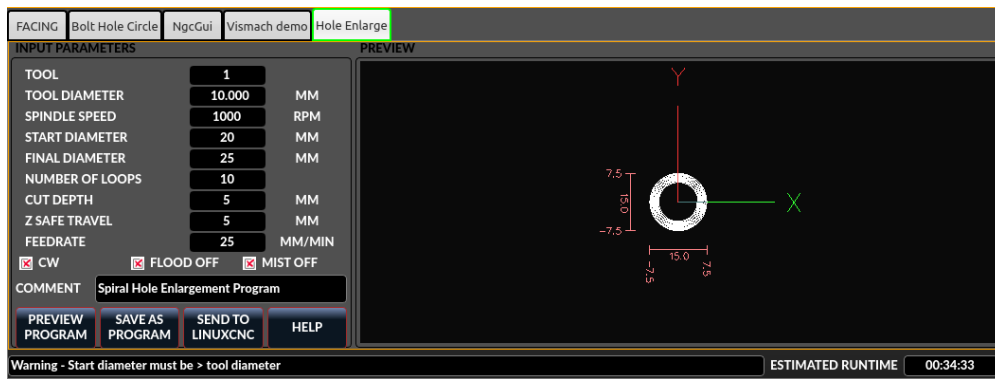 FACING Bolt Hole Circle NgcGui Vismach demo Hole Enlarge
INPUT PARAMETERS
TOOL 1
TOOL DIAMETER 10.000 MM
SPINDLE SPEED 1000 RPM
START DIAMETER 20 MM
FINAL DIAMETER 25 MM
NUMBER OF LOOPS 10
CUT DEPTH 5 MM
Z SAFE TRAVEL 5 MM
FEEDRATE 25 MM/MIN
CW FLOOD OFF MIST OFF
COMMENT Spiral Hole Enlargement Program
PREVIEW PROGRAM
SAVE AS PROGRAM
SEND TO LINUXCNC
HELP
PREVIEW
Y
7.5
15.0
-7.5
X
15.0
-7.5
7.5
Warning - Start diameter must be > tool diameter
ESTIMATED RUNTIME 00:34:33